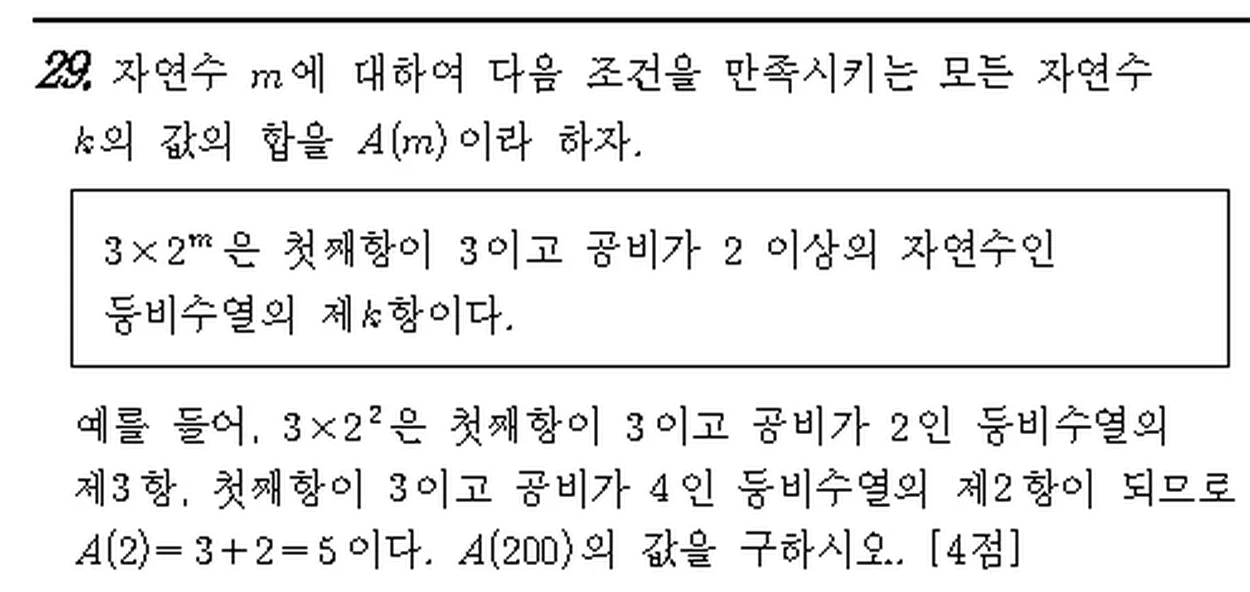 29. 자연수 m에 대하여 다음 조건을 만족시키는 모든 자연수
k의 값의 합을 A(m)이라 하자.
3×2ᵐ은 첫째항이 3이고 공비가 2 이상의 자연수인
등비수열의 제k항이다.
예를 들어, 3×2²은 첫째항이 3이고 공비가 2인 등비수열의
제3항, 첫째항이 3이고 공비가 4인 등비수열의 제2항이 되므로
A(2)=3+2=5이다. A(200)의 값을 구하시오.. [4점]